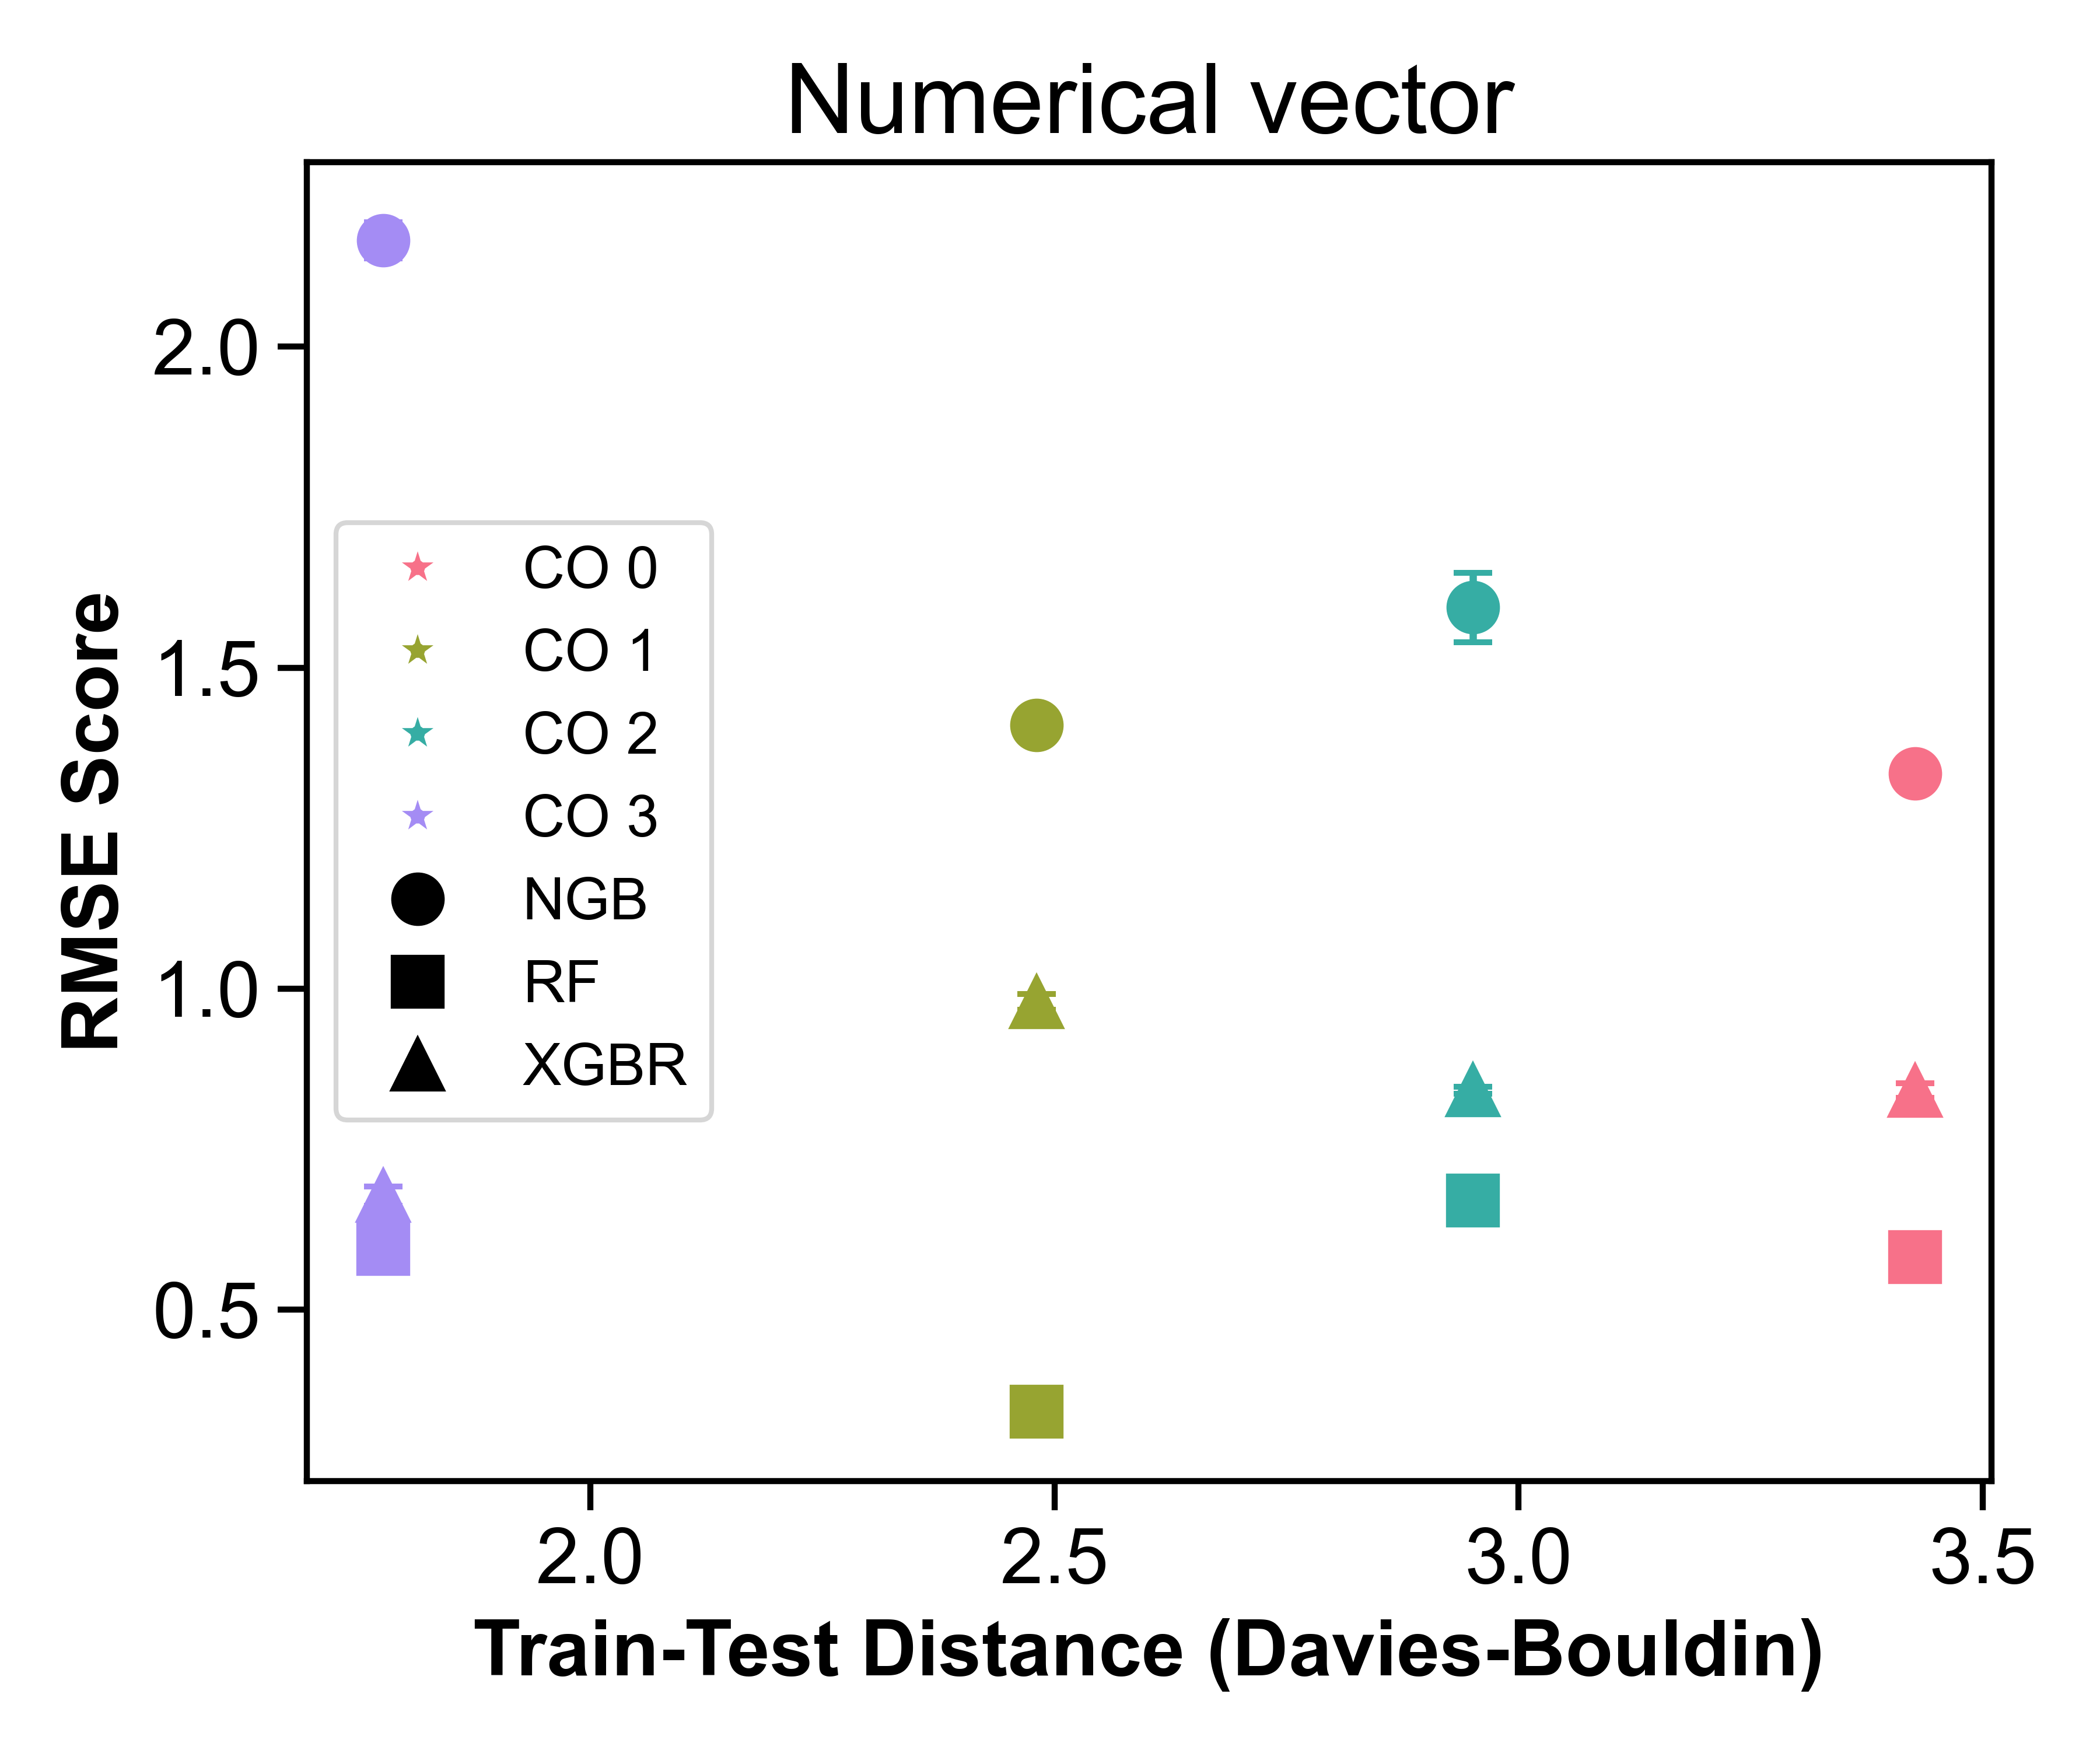 Numerical vector
RMSE Score
2.0
1.5
1.0
0.5
CO 0
CO 1
CO 2
CO 3
NGB
RF
XGBR
2.0 2.5 3.0 3.5
Train-Test Distance (Davies-Bouldin)